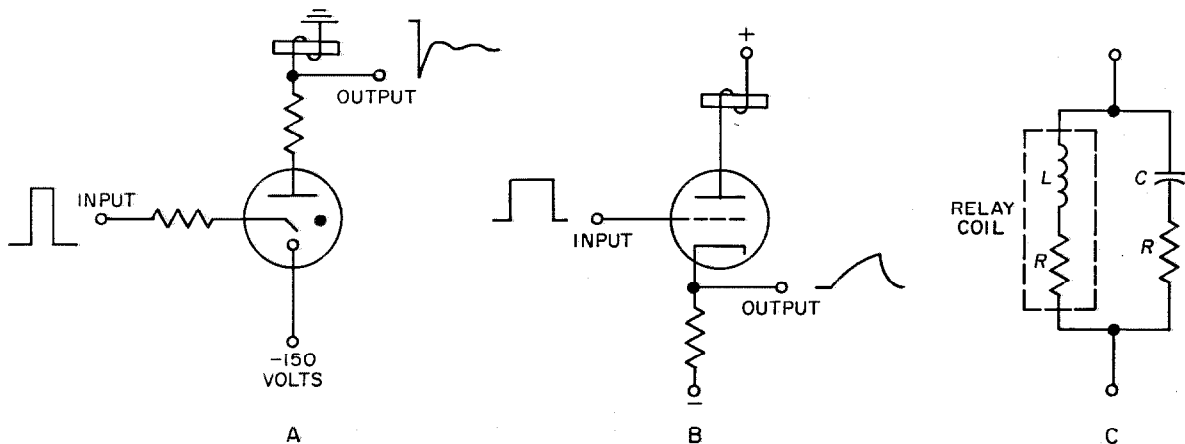 OUTPUT
INPUT
-150
VOLTS
A
+
INPUT
OUTPUT
–
B
RELAY
COIL
L
R
C
R
C